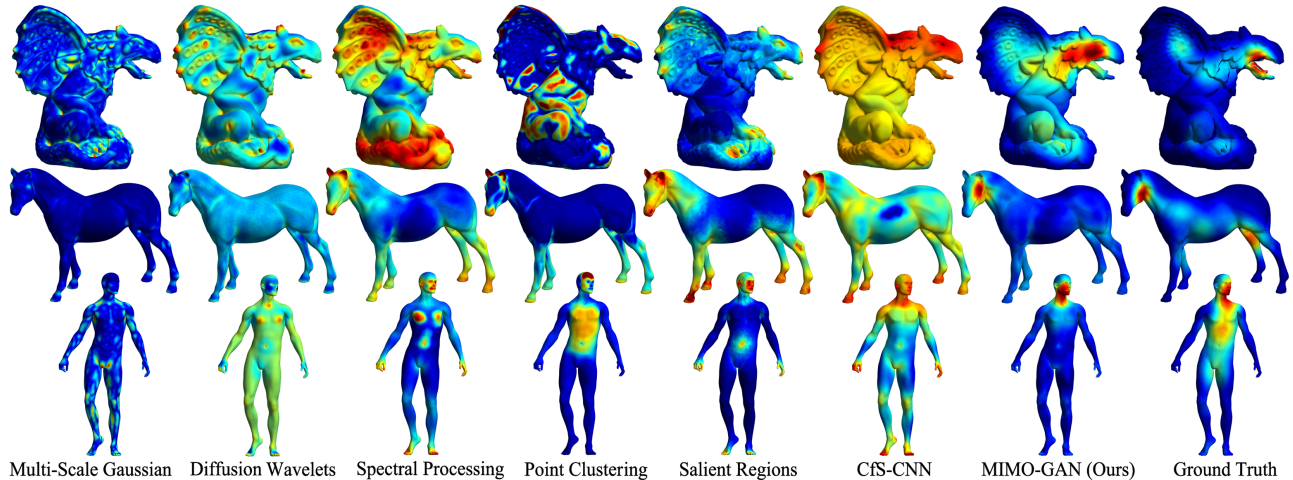 Multi-Scale Gaussian Diffusion Wavelets Spectral Processing Point Clustering Salient Regions CfS-CNN MIMO-GAN (Ours) Ground Truth